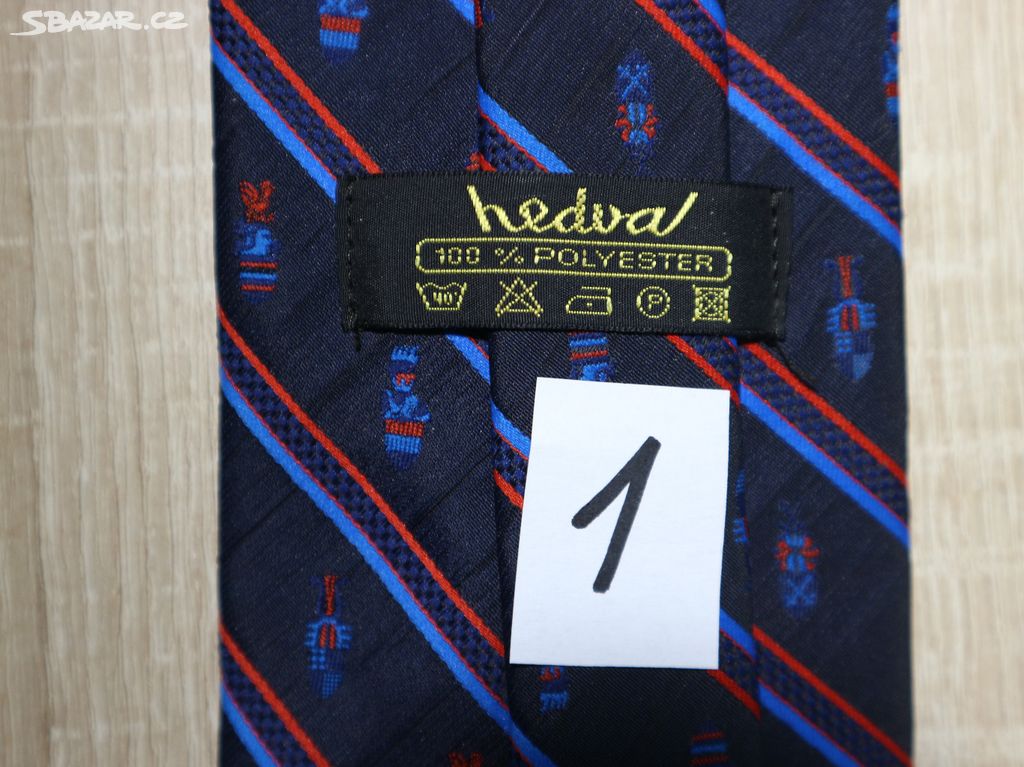 SBAZAR.CZ
hedva
100 % POLYESTER
40 P
1